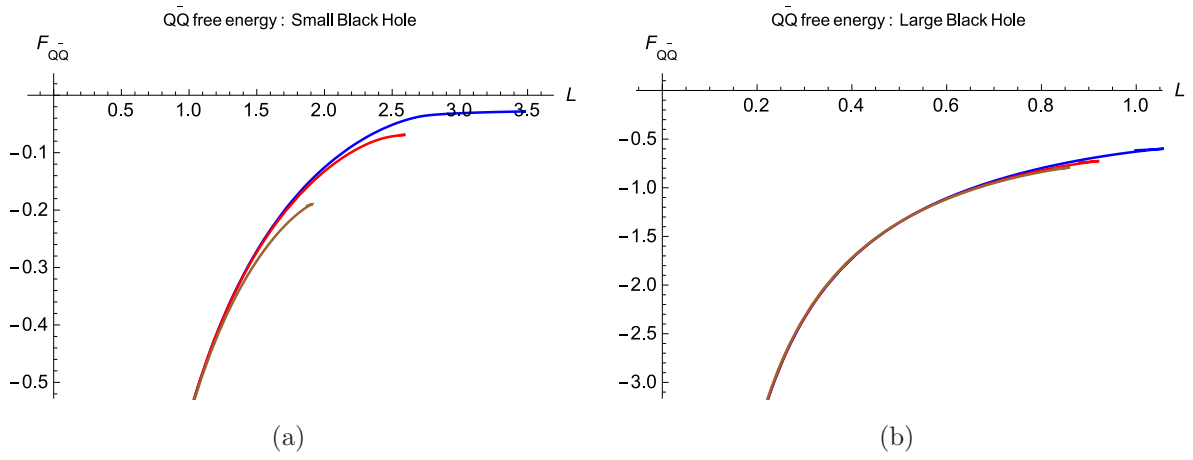 QQ̄ free energy : Small Black Hole
F QQ̄
L
0.5 1.0 1.5 2.0 2.5 3.0 3.5
−0.1
−0.2
−0.3
−0.4
−0.5
(a)
QQ̄ free energy : Large Black Hole
F QQ̄
L
0.2 0.4 0.6 0.8 1.0
−0.5
−1.0
−1.5
−2.0
−2.5
−3.0
(b)